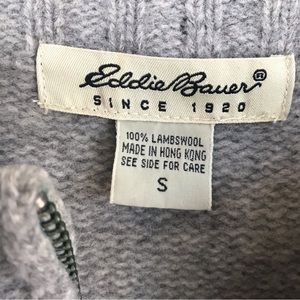 Eddie Bauer®
SINCE 1920
100% LAMBSWOOL
MADE IN HONG KONG
SEE SIDE FOR CARE
S